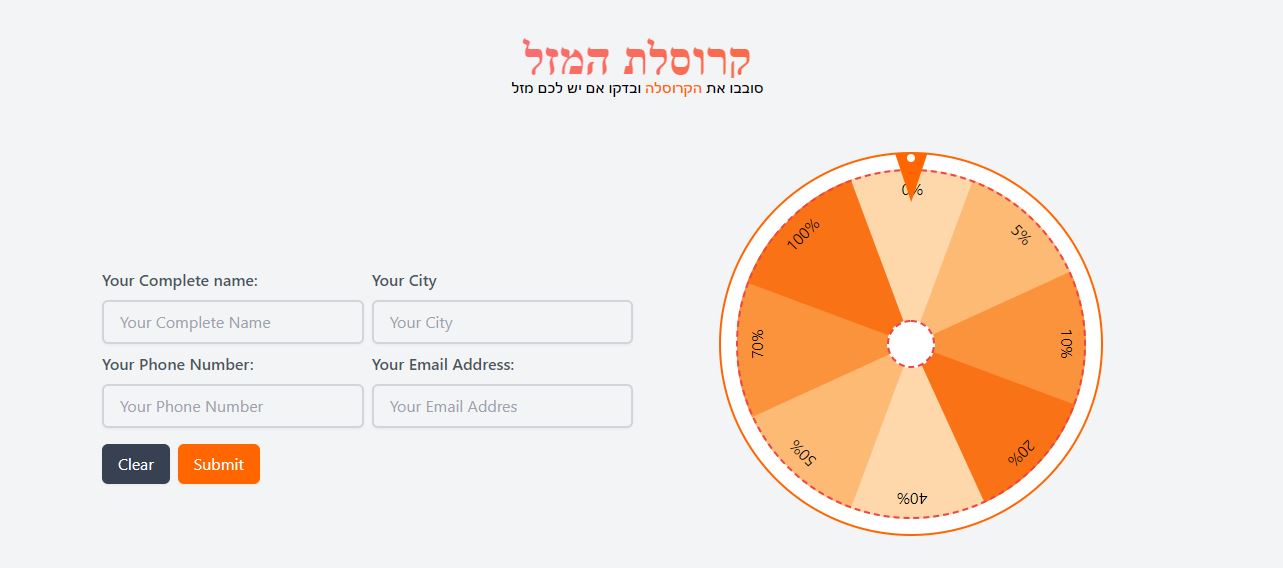 קרוסלת המזל
סובבו את הקרוסלה ובדקו אם יש לכם מזל
Your Complete name:
Your City
Your Complete Name
Your City
Your Phone Number:
Your Email Address:
Your Phone Number
Your Email Addres
Clear
Submit
0%
5%
10%
20%
40%
50%
70%
100%